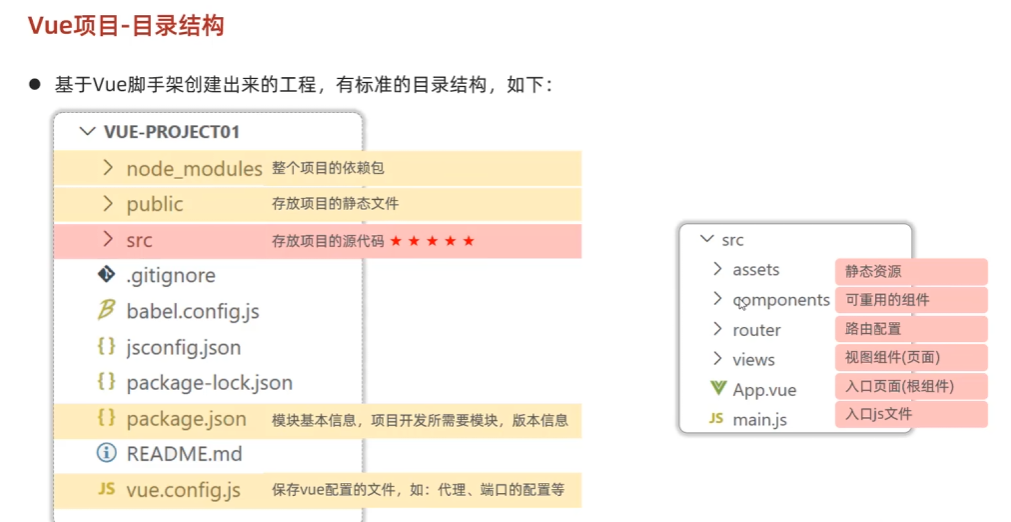 Vue项目-目录结构
● 基于Vue脚手架创建出来的工程，有标准的目录结构，如下：
VUE-PROJECT01
node_modules 整个项目的依赖包
public 存放项目的静态文件
src 存放项目的源代码 ★ ★ ★ ★ ★
.gitignore
babel.config.js
{} jsconfig.json
{} package-lock.json
{} package.json 模块基本信息，项目开发所需要模块，版本信息
README.md
JS vue.config.js 保存vue配置的文件，如：代理、端口的配置等
src
assets 静态资源
components 可重用的组件
router 路由配置
views 视图组件(页面)
App.vue 入口页面(根组件)
JS main.js 入口js文件